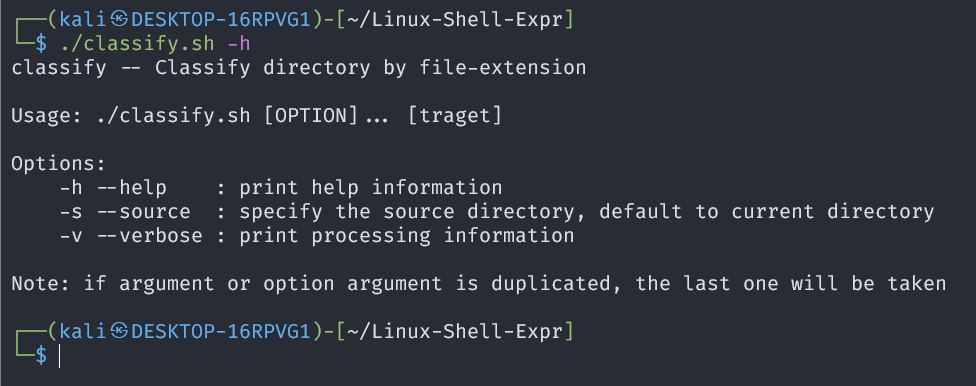 ┌──(kali㉿DESKTOP-16RPVG1)-[~/Linux-Shell-Expr]
└─$ ./classify.sh -h
classify -- Classify directory by file-extension

Usage: ./classify.sh [OPTION]... [traget]

Options:
    -h --help    : print help information
    -s --source  : specify the source directory, default to current directory
    -v --verbose : print processing information

Note: if argument or option argument is duplicated, the last one will be taken

┌──(kali㉿DESKTOP-16RPVG1)-[~/Linux-Shell-Expr]
└─$